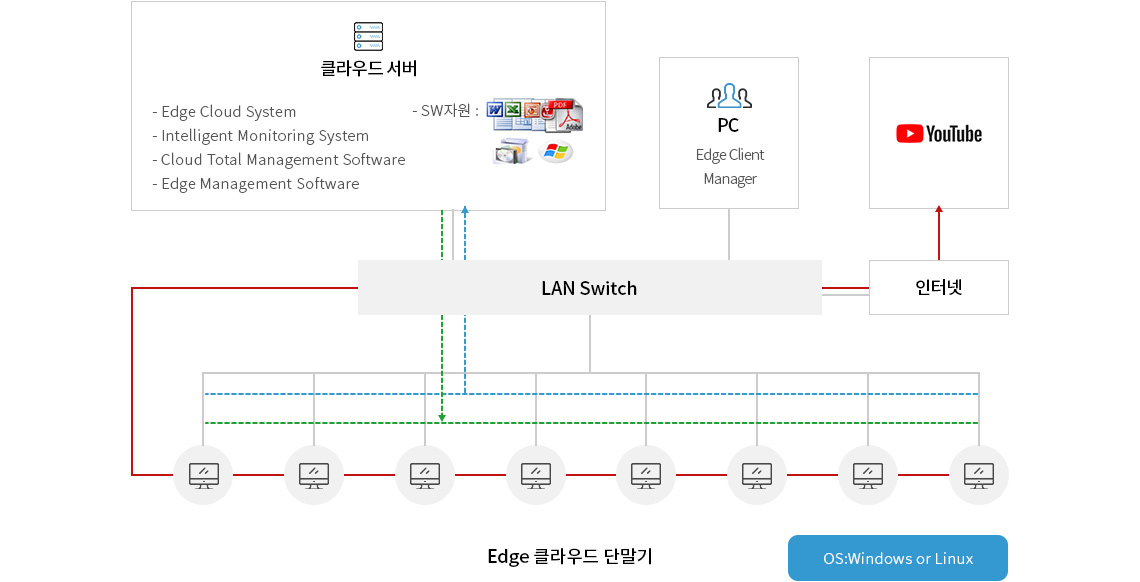 클라우드 서버
- Edge Cloud System
- Intelligent Monitoring System
- Cloud Total Management Software
- Edge Management Software
- SW자원 :
PDF
Adobe
PC
Edge Client
Manager
YouTube
LAN Switch
인터넷
Edge 클라우드 단말기
OS:Windows or Linux